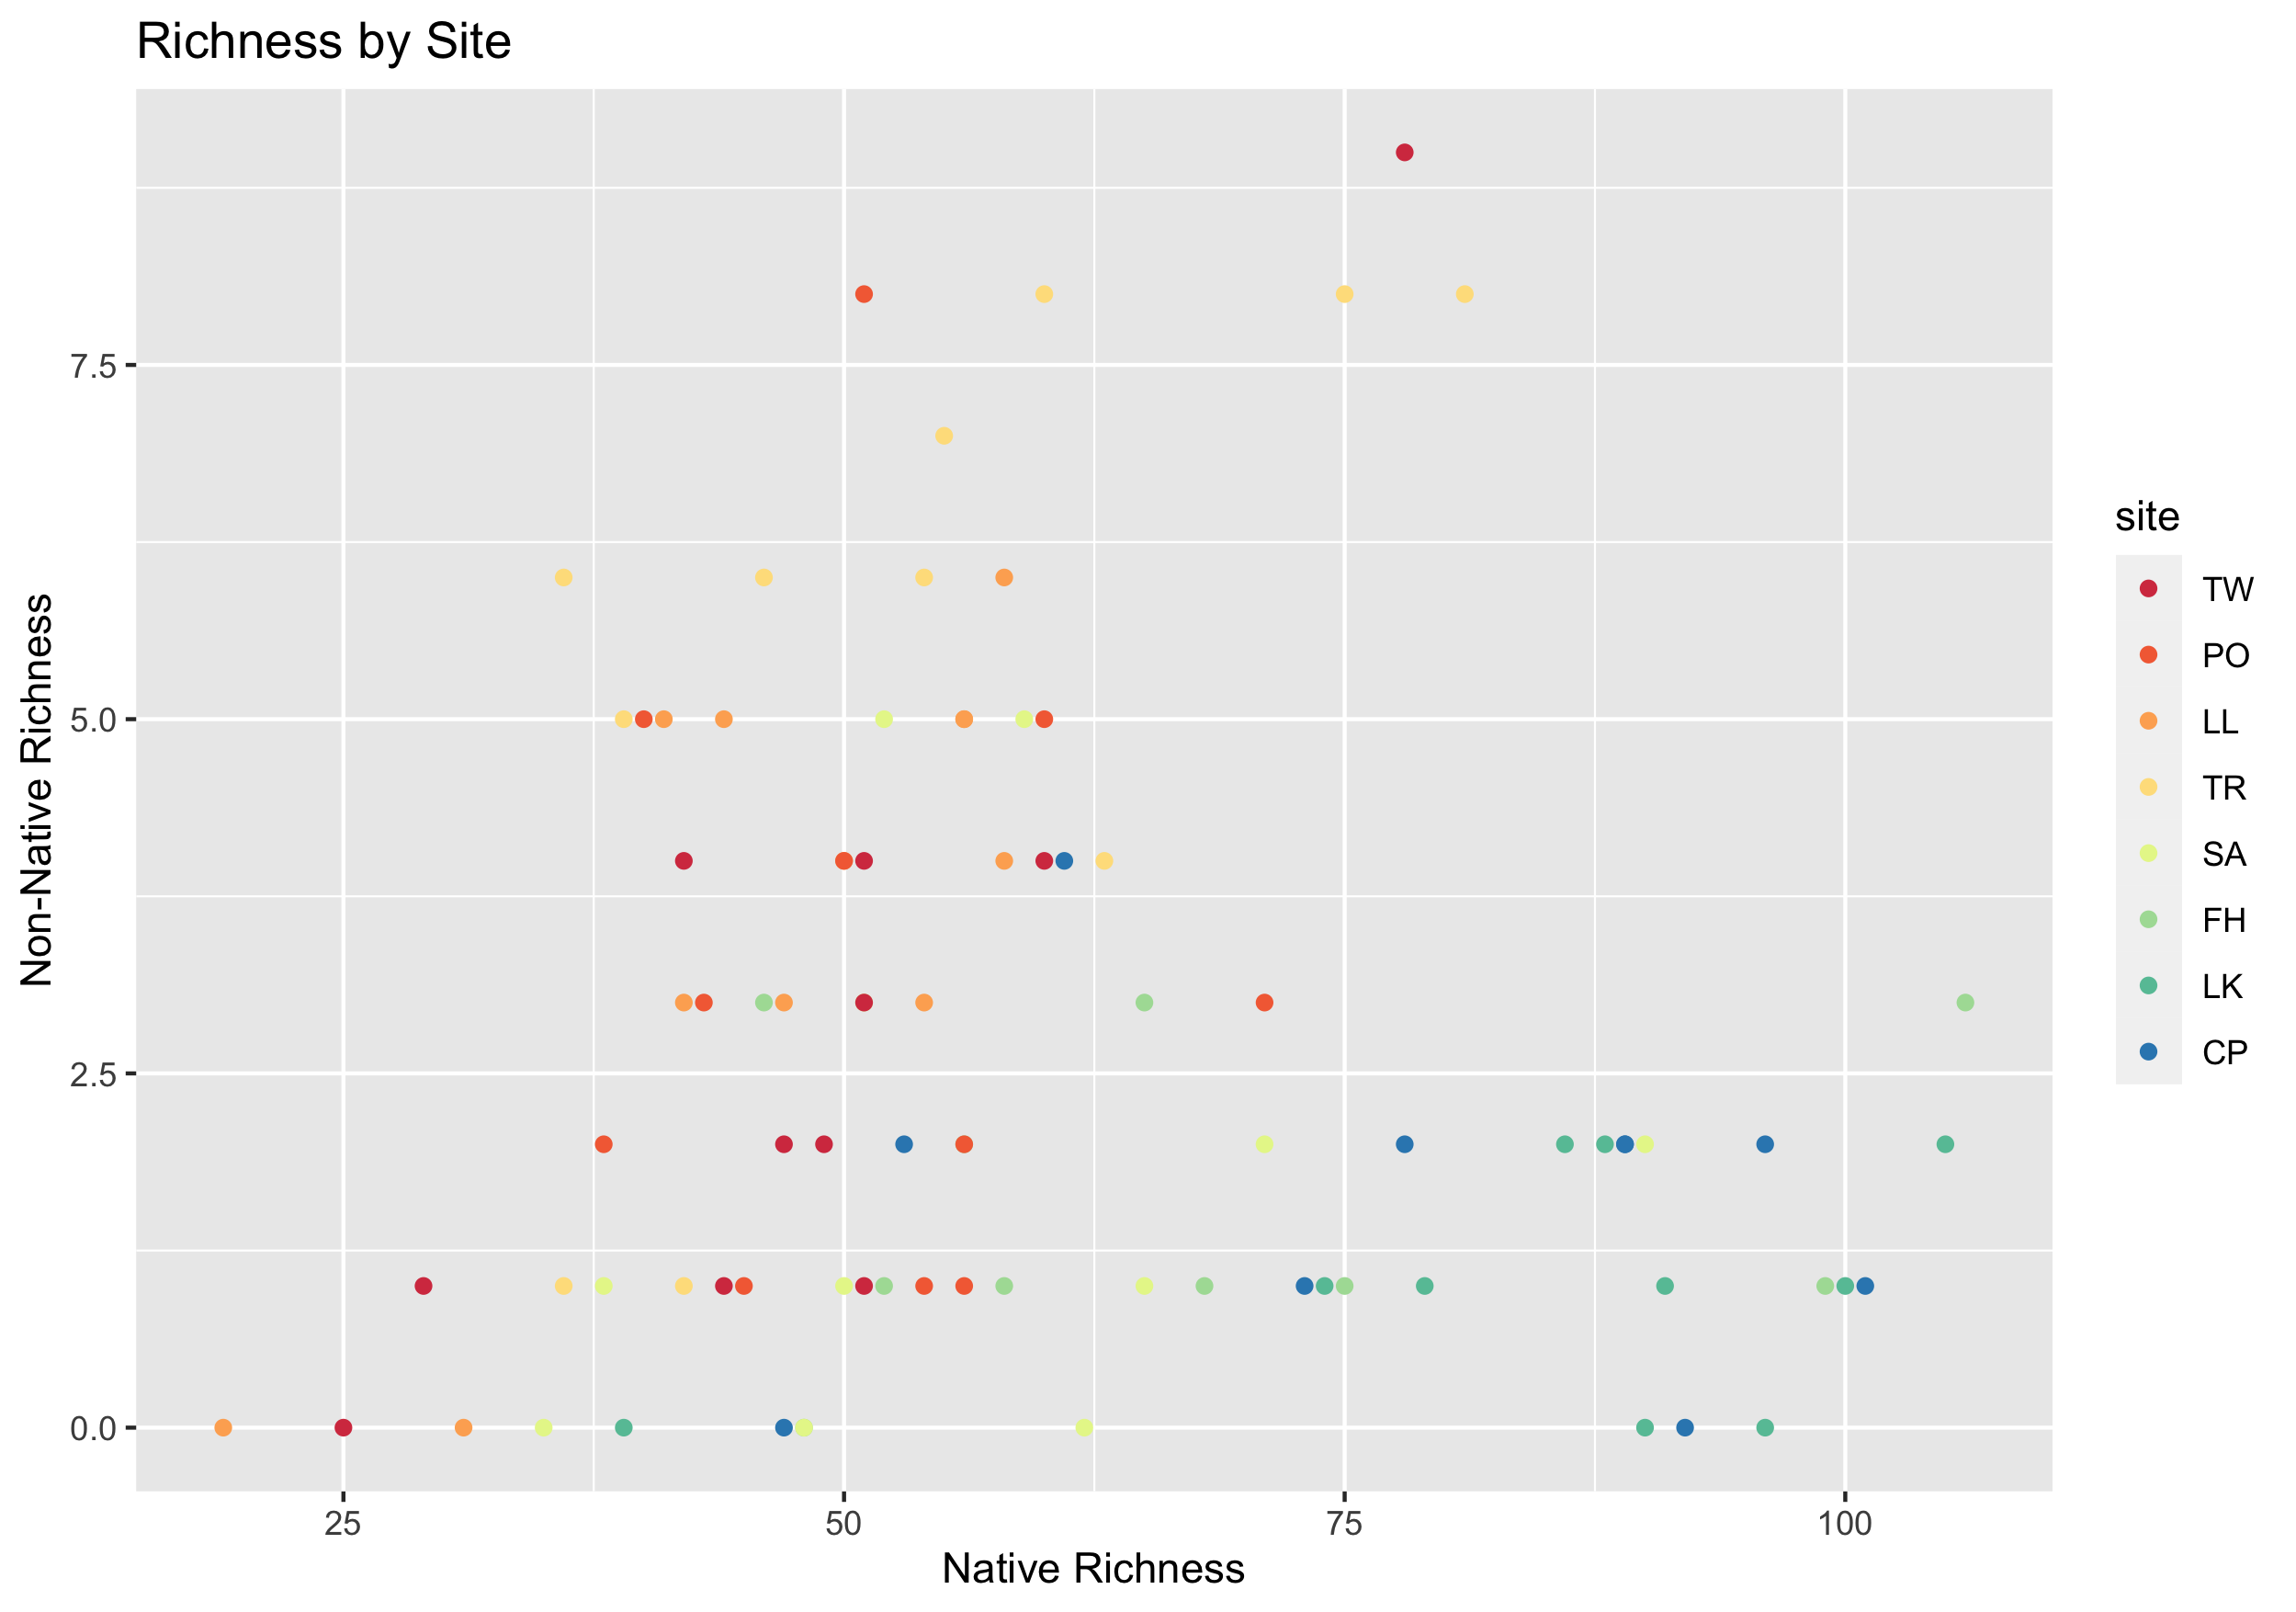 Richness by Site
Non-Native Richness
7.5
5.0
2.5
0.0
25 50 75 100
Native Richness
site
TW
PO
LL
TR
SA
FH
LK
CP